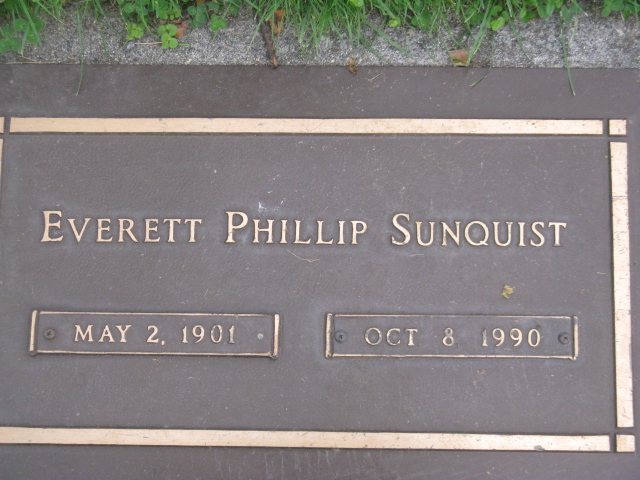 EVERETT PHILLIP SUNQUIST
MAY 2, 1901 OCT 8 1990